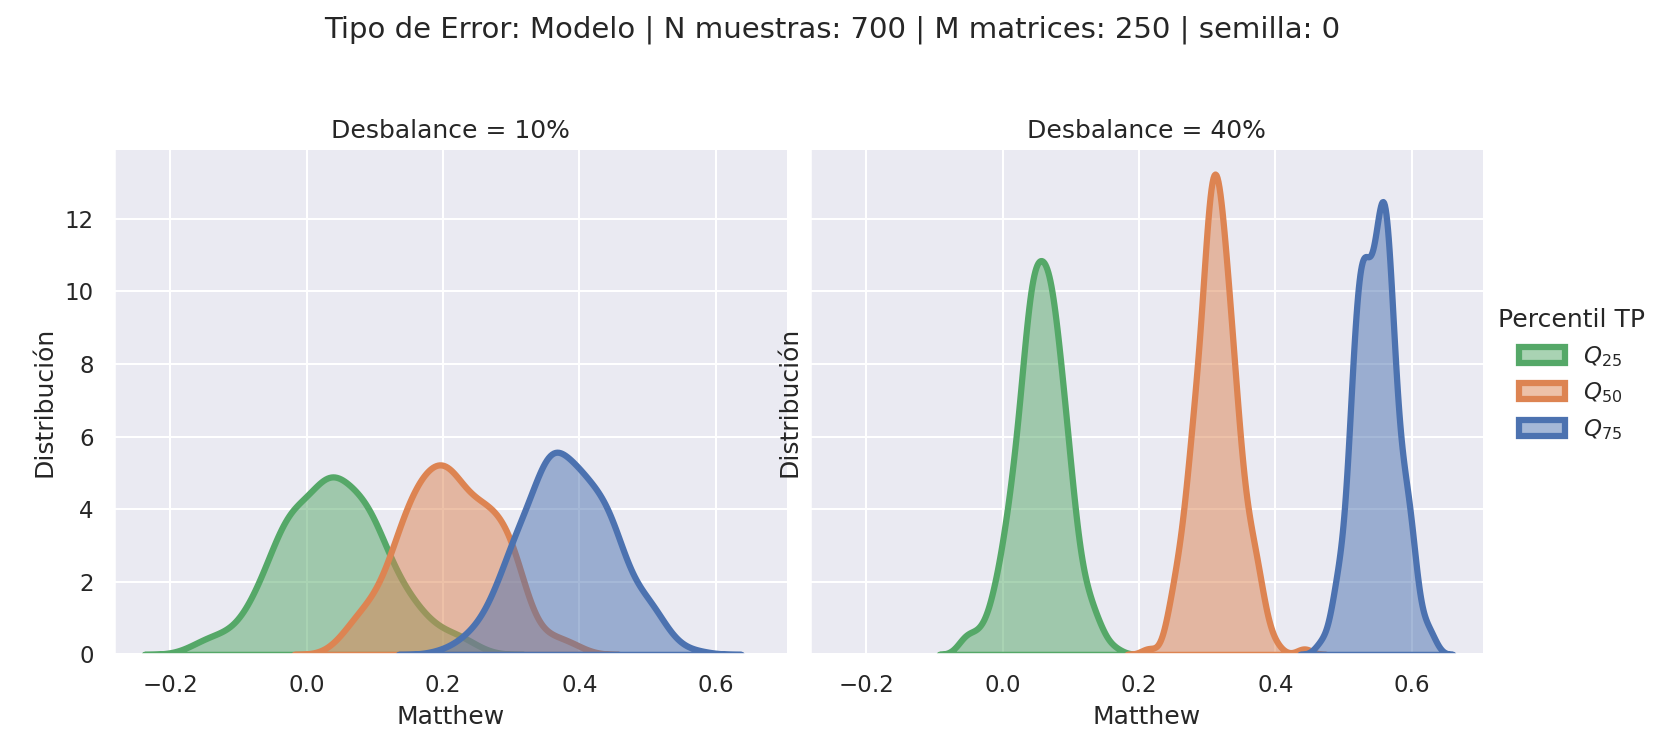 Tipo de Error: Modelo | N muestras: 700 | M matrices: 250 | semilla: 0
Desbalance = 10%
Desbalance = 40%
Distribución
12
10
8
6
4
2
0
−0.2 0.0 0.2 0.4 0.6
Matthew
Distribución
−0.2 0.0 0.2 0.4 0.6
Matthew
Percentil TP
Q25
Q50
Q75